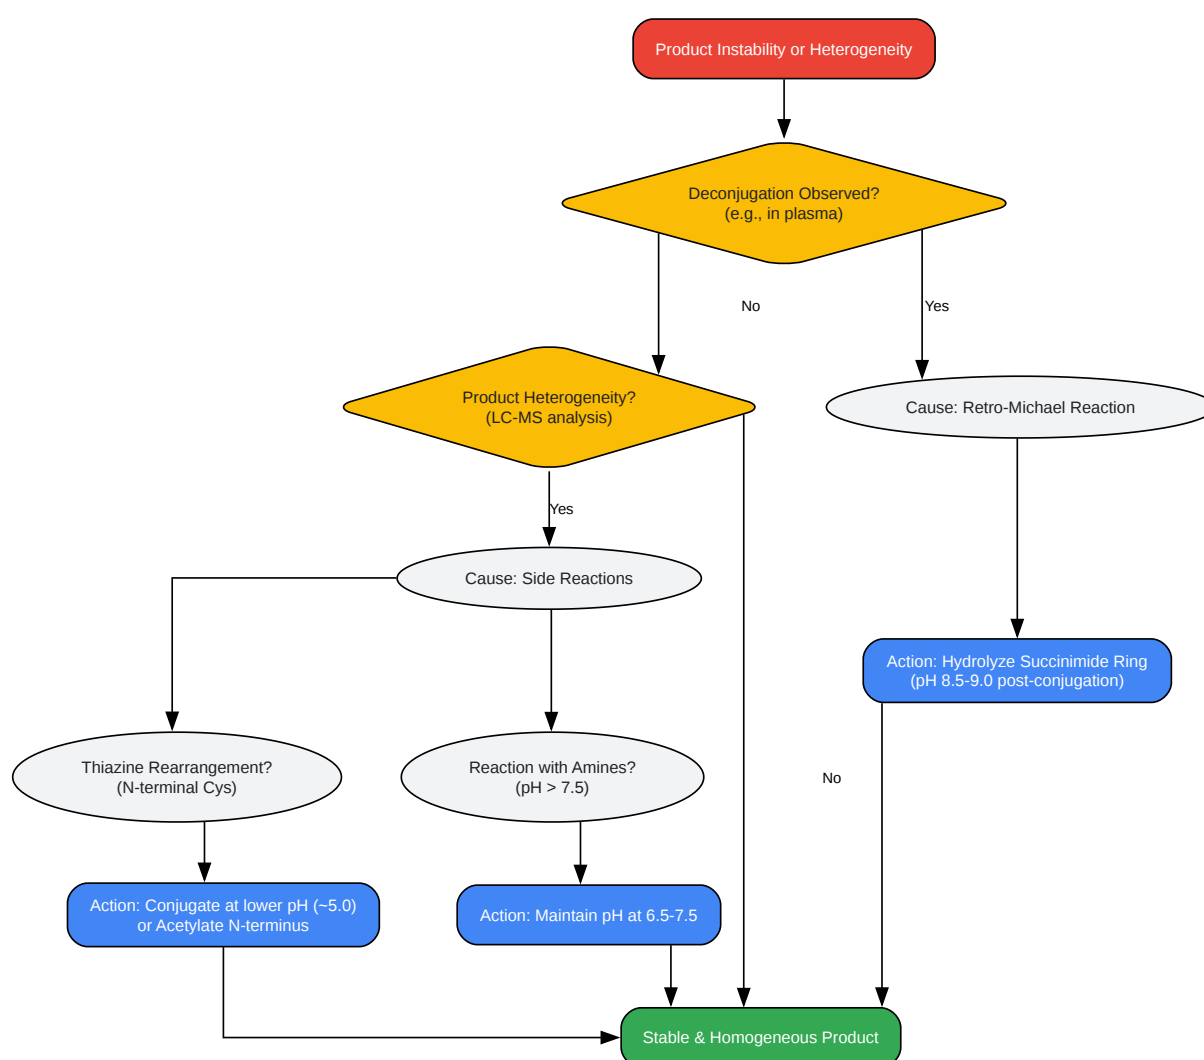 Product Instability or Heterogeneity
Deconjugation Observed?
(e.g., in plasma)
No
Yes
Product Heterogeneity?
(LC-MS analysis)
Cause: Retro-Michael Reaction
Yes
Cause: Side Reactions
Action: Hydrolyze Succinimide Ring
(pH 8.5-9.0 post-conjugation)
Thiazine Rearrangement?
(N-terminal Cys)
Reaction with Amines?
(pH > 7.5)
No
Action: Conjugate at lower pH (~5.0)
or Acetylate N-terminus
Action: Maintain pH at 6.5-7.5
Stable & Homogeneous Product